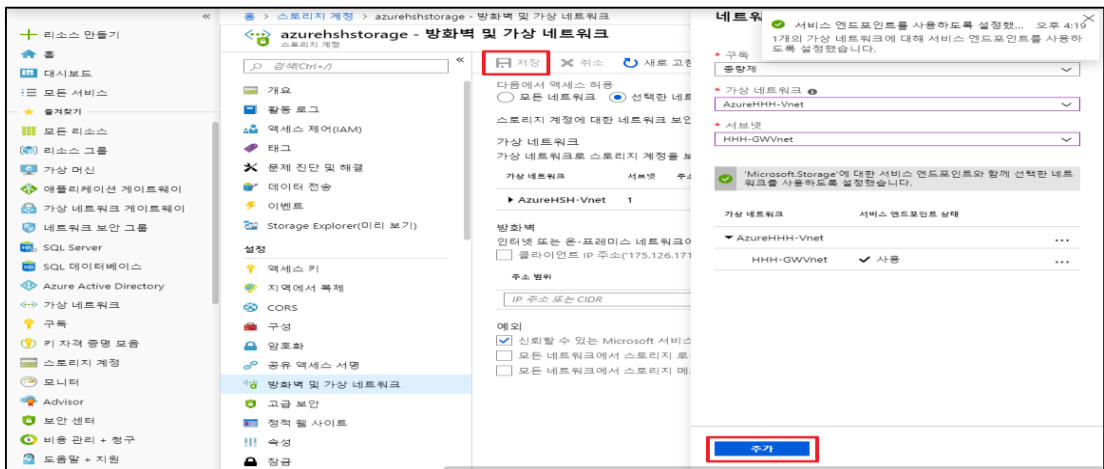 리소스 만들기
홈
대시보드
모든 서비스
즐겨찾기
모든 리소스
리소스 그룹
가상 머신
애플리케이션 게이트웨이
가상 네트워크 게이트웨이
네트워크 보안 그룹
SQL Server
SQL 데이터베이스
Azure Active Directory
가상 네트워크
구독
키 자격 증명 모음
스토리지 계정
모니터
Advisor
보안 센터
비용 관리 + 청구
도움말 + 지원
홈 > 스토리지 계정 > azurehshstorage - 방화벽 및 가상 네트워크
azurehshstorage - 방화벽 및 가상 네트워크
스토리지 계정
검색(Ctrl+/)
개요
활동 로그
액세스 제어(IAM)
태그
문제 진단 및 해결
데이터 전송
이벤트
Storage Explorer(미리 보기)
설정
액세스 키
지역에서 복제
CORS
구성
암호화
공유 액세스 서명
방화벽 및 가상 네트워크
고급 보안
정적 웹 사이트
속성
잠금
저장 취소 새로 고침
다음에서 액세스 허용
모든 네트워크 선택한 네트
스토리지 계정에 대한 네트워크 보안
가상 네트워크
가상 네트워크로 스토리지 계정을 보
가상 네트워크 서브넷 주소
AzureHSH-Vnet 1
방화벽
인터넷 또는 온-프레미스 네트워크에
클라이언트 IP 주소('175.126.171
주소 범위
IP 주소 또는 CIDR
예외
신뢰할 수 있는 Microsoft 서비스
모든 네트워크에서 스토리지 로
모든 네트워크에서 스토리지 메
네트워
서비스 엔드포인트를 사용하도록 설정했... 오후 4:19
1개의 가상 네트워크에 대해 서비스 엔드포인트를 사용하
도록 설정했습니다.
* 구독
종량제
* 가상 네트워크
AzureHHH-Vnet
* 서브넷
HHH-GWVnet
'Microsoft.Storage'에 대한 서비스 엔드포인트와 함께 선택한 네트
워크를 사용하도록 설정했습니다.
가상 네트워크 서비스 엔드포인트 상태
AzureHHH-Vnet ...
HHH-GWVnet 사용 ...
추가